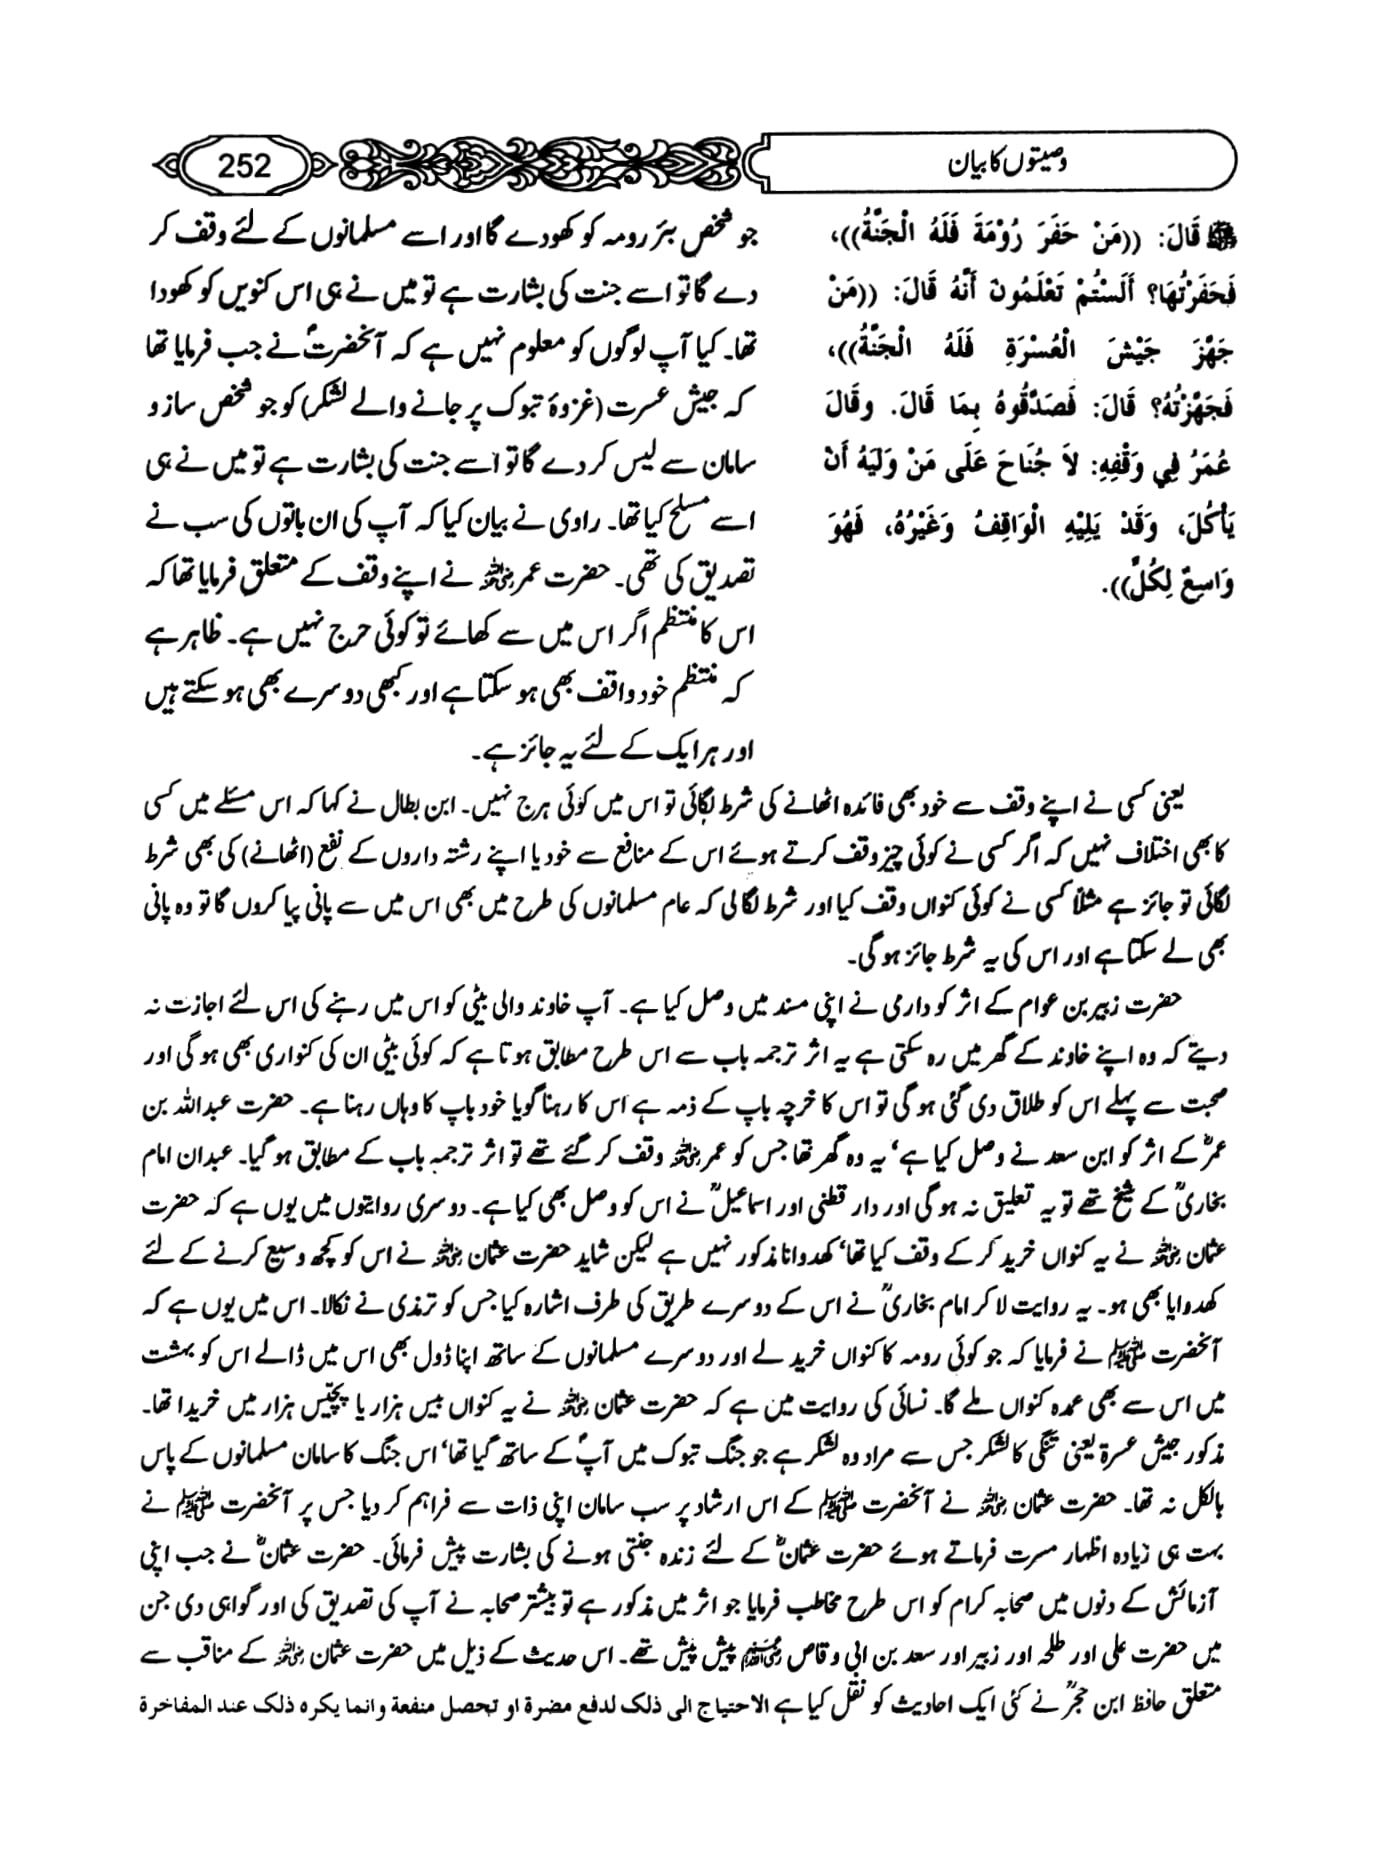 وصیتوں کا بیان
252
ﷺ قَالَ: ((مَنْ حَفَرَ رُوْمَةَ فَلَهُ الْجَنَّةُ))،
فَحَفَرْتُهَا؟ أَلَسْتُمْ تَعْلَمُونَ أَنَّهُ قَالَ: ((مَنْ
جَهَّزَ جَيْشَ الْعُسْرَةِ فَلَهُ الْجَنَّةُ))،
فَجَهَّزْتُهُ؟ قَالَ: فَصَدَّقُوهُ بِمَا قَالَ. وقَالَ
عُمَرُ فِي وَقْفِهِ: لاَ جُنَاحَ عَلَى مَنْ وَلِيَهُ أَنْ
يَأْكُلَ، وَقَدْ يَلِيْهِ الْوَاقِفُ وَغَيْرُهُ، فَهُوَ
وَاسِعٌ لِكُلٍّ)).
جو شخص بئر رومہ کو کھودے گا اور اسے مسلمانوں کے لئے وقف کر
دے گا تو اسے جنت کی بشارت ہے تو میں نے ہی اس کنویں کو کھودا
تھا۔ کیا آپ لوگوں کو معلوم نہیں ہے کہ آنحضرتؐ نے جب فرمایا تھا
کہ جیش عسرت (غزوۂ تبوک پر جانے والے لشکر) کو جو شخص ساز و
سامان سے لیس کر دے گا تو اسے جنت کی بشارت ہے تو میں نے ہی
اسے مسلح کیا تھا۔ راوی نے بیان کیا کہ آپ کی ان باتوں کی سب نے
تصدیق کی تھی۔ حضرت عمر رضی اللہ عنہ نے اپنے وقف کے متعلق فرمایا تھا کہ
اس کا منتظم اگر اس میں سے کھائے تو کوئی حرج نہیں ہے۔ ظاہر ہے
کہ منتظم خود واقف بھی ہو سکتا ہے اور کبھی دوسرے بھی ہو سکتے ہیں
اور ہر ایک کے لئے یہ جائز ہے۔
یعنی کسی نے اپنے وقف سے خود بھی فائدہ اٹھانے کی شرط لگائی تو اس میں کوئی ہرج نہیں۔ ابن بطال نے کہا کہ اس مسئلے میں کسی
کا بھی اختلاف نہیں کہ اگر کسی نے کوئی چیز وقف کرتے ہوئے اس کے منافع سے خود یا اپنے رشتہ داروں کے نفع (اٹھانے) کی بھی شرط
لگائی تو جائز ہے مثلاً کسی نے کوئی کنواں وقف کیا اور شرط لگالی کہ عام مسلمانوں کی طرح میں بھی اس میں سے پانی پیا کروں گا تو وہ پانی
بھی لے سکتا ہے اور اس کی یہ شرط جائز ہو گی۔
حضرت زبیر بن عوام کے اثر کو دارمی نے اپنی مسند میں وصل کیا ہے۔ آپ خاوند والی بیٹی کو اس میں رہنے کی اس لئے اجازت نہ
دیتے کہ وہ اپنے خاوند کے گھر میں رہ سکتی ہے یہ اثر ترجمہ باب سے اس طرح مطابق ہوتا ہے کہ کوئی بیٹی ان کی کنواری بھی ہو گی اور
صحبت سے پہلے اس کو طلاق دی گئی ہو گی تو اس کا خرچہ باپ کے ذمہ ہے اس کا رہنا گویا خود باپ کا وہاں رہنا ہے۔ حضرت عبداللہ بن
عمرؓ کے اثر کو ابن سعد نے وصل کیا ہے، یہ وہ گھر تھا جس کو عمر رضی اللہ عنہ وقف کر گئے تھے تو اثر ترجمہ باب کے مطابق ہو گیا۔ عبدان امام
بخاریؒ کے شیخ تھے تو یہ تعلیق نہ ہو گی اور دار قطنی اور اسماعیلؒ نے اس کو وصل بھی کیا ہے۔ دوسری روایتوں میں یوں ہے کہ حضرت
عثمان رضی اللہ عنہ نے یہ کنواں خرید کر کے وقف کیا تھا، کھدوانا مذکور نہیں ہے لیکن شاید حضرت عثمان رضی اللہ عنہ نے اس کو کچھ وسیع کرنے کے لئے
کھدوایا بھی ہو۔ یہ روایت لا کر امام بخاریؒ نے اس کے دوسرے طریق کی طرف اشارہ کیا جس کو ترمذی نے نکالا۔ اس میں یوں ہے کہ
آنحضرت ﷺ نے فرمایا کہ جو کوئی رومہ کا کنواں خرید لے اور دوسرے مسلمانوں کے ساتھ اپنا ڈول بھی اس میں ڈالے اس کو بہشت
میں اس سے بھی عمدہ کنواں ملے گا۔ نسائی کی روایت میں ہے کہ حضرت عثمان رضی اللہ عنہ نے یہ کنواں بیس ہزار یا پچیس ہزار میں خریدا تھا۔
مذکور جیش عسرۃ یعنی تنگی کا لشکر جس سے مراد وہ لشکر ہے جو جنگ تبوک میں آپؐ کے ساتھ گیا تھا، اس جنگ کا سامان مسلمانوں کے پاس
بالکل نہ تھا۔ حضرت عثمان رضی اللہ عنہ نے آنحضرت ﷺ کے اس ارشاد پر سب سامان اپنی ذات سے فراہم کر دیا جس پر آنحضرت ﷺ نے
بہت ہی زیادہ اظہار مسرت فرماتے ہوئے حضرت عثمانؓ کے لئے زندہ جنتی ہونے کی بشارت پیش فرمائی۔ حضرت عثمانؓ نے جب اپنی
آزمائش کے دنوں میں صحابہ کرام کو اس طرح مخاطب فرمایا جو اثر میں مذکور ہے تو بیشتر صحابہ نے آپ کی تصدیق کی اور گواہی دی جن
میں حضرت علی اور طلحہ اور زبیر اور سعد بن ابی وقاص رضی اللہ عنہم پیش پیش تھے۔ اس حدیث کے ذیل میں حضرت عثمان رضی اللہ عنہ کے مناقب سے
متعلق حافظ ابن حجرؒ نے کئی ایک احادیث کو نقل کیا ہے الاحتیاج الی ذلک لدفع مضرة او تحصل منفعة وانما یکرہ ذلک عند المفاخرة